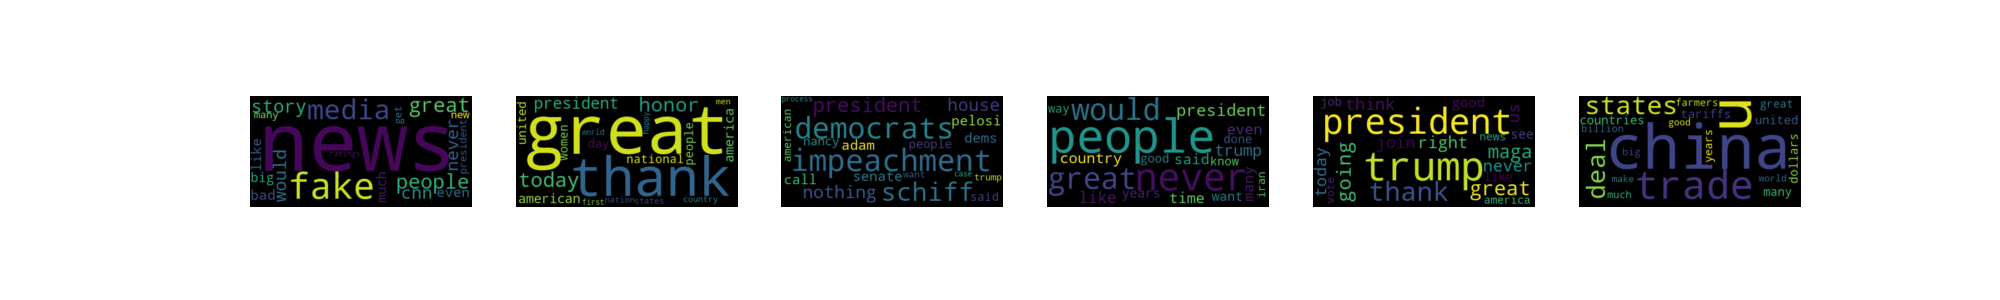 story
media
great
many
get
new
news
never
president
like
would
ratings
big
fake
much
people
bad
cnn
even
president
honor
men
united
great
women
world
day
happy
people
america
national
today
thank
american
first
nation
states
country
process
president
house
american
democrats
pelosi
nancy
adam
people
dems
impeachment
call
senate
want
case
trump
nothing
schiff
said
way
would
president
people
even
done
trump
country
good
said
know
great
never
many
iran
like
years
time
want
job
think
good
us
president
join
right
news
see
today
going
trump
maga
never
like
vote
thank
great
america
states
farmers
u
great
countries
tariffs
united
billion
good
china
years
deal
big
dollars
make
trade
world
much
many